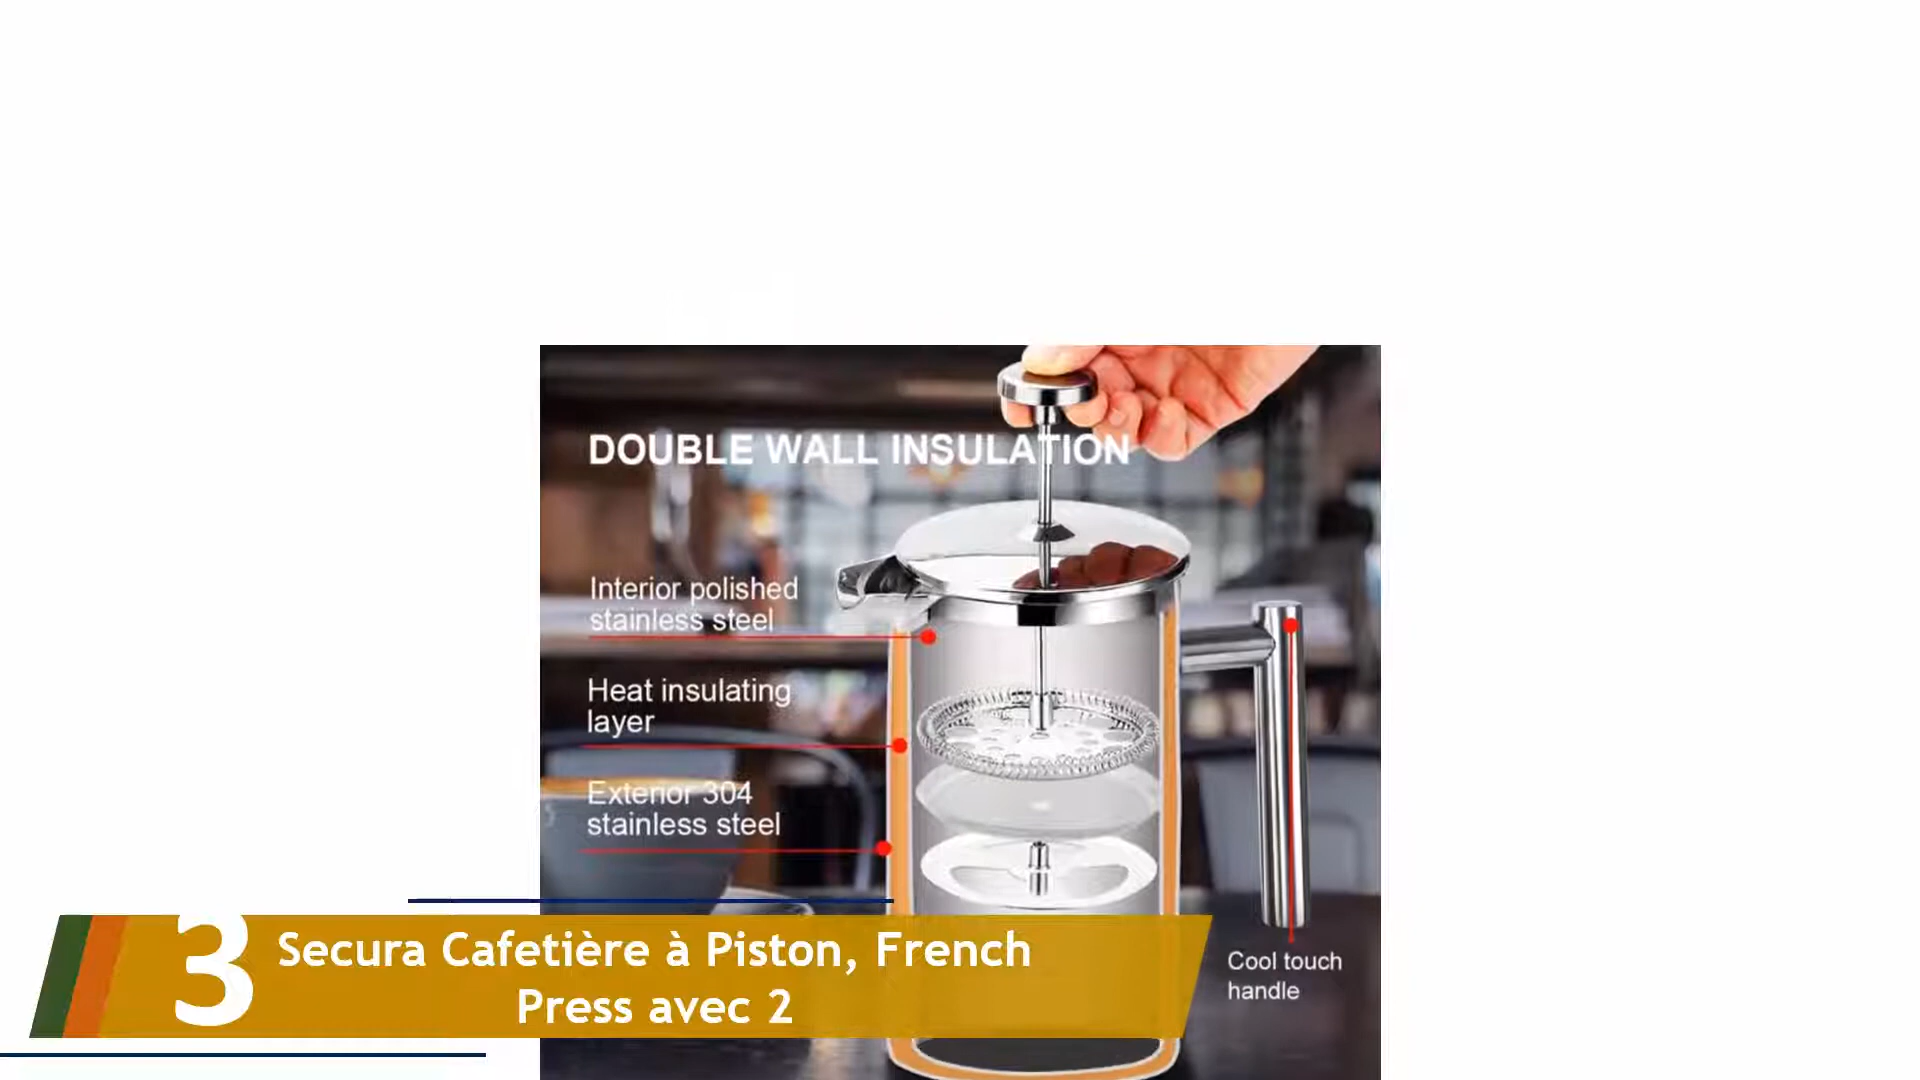 DOUBLE WALL INSULATION
Interior polished
stainless steel
Heat insulating
layer
Exterior 304
stainless steel
Cool touch
handle
3
Secura Cafetière à Piston, French
Press avec 2